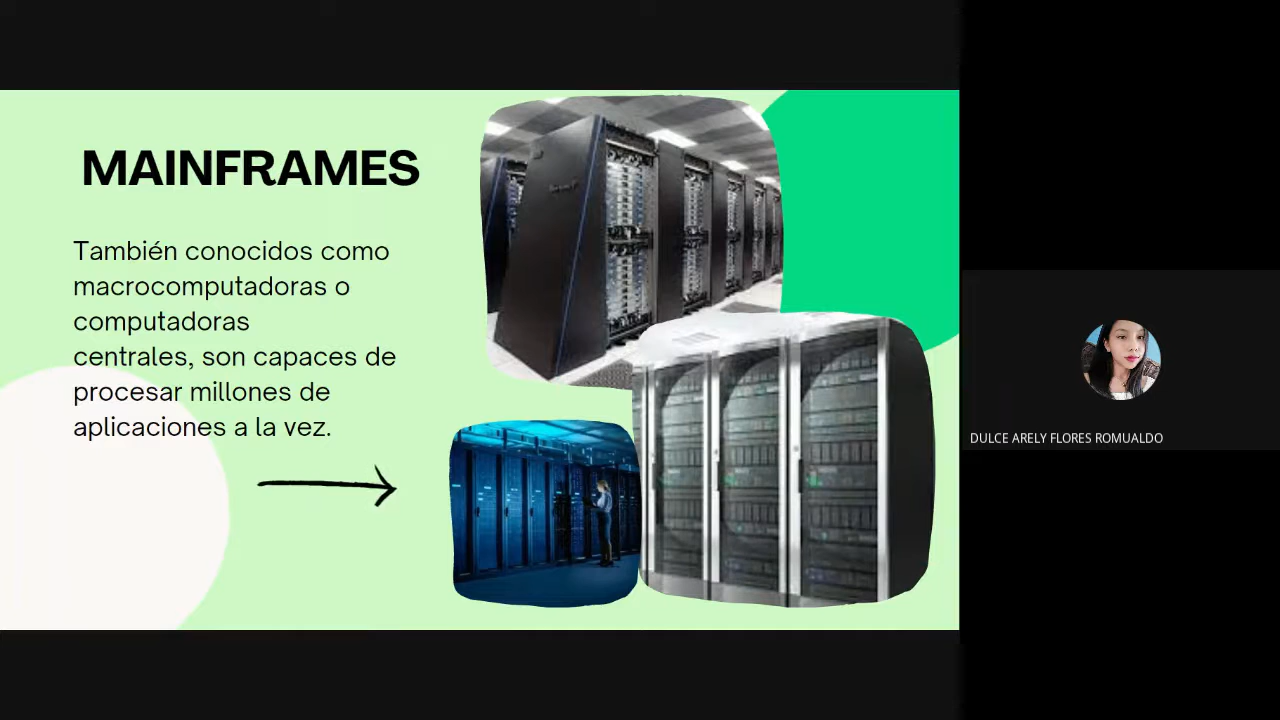 MAINFRAMES
También conocidos como
macrocomputadoras o
computadoras
centrales, son capaces de
procesar millones de
aplicaciones a la vez.
DULCE ARELY FLORES ROMUALDO